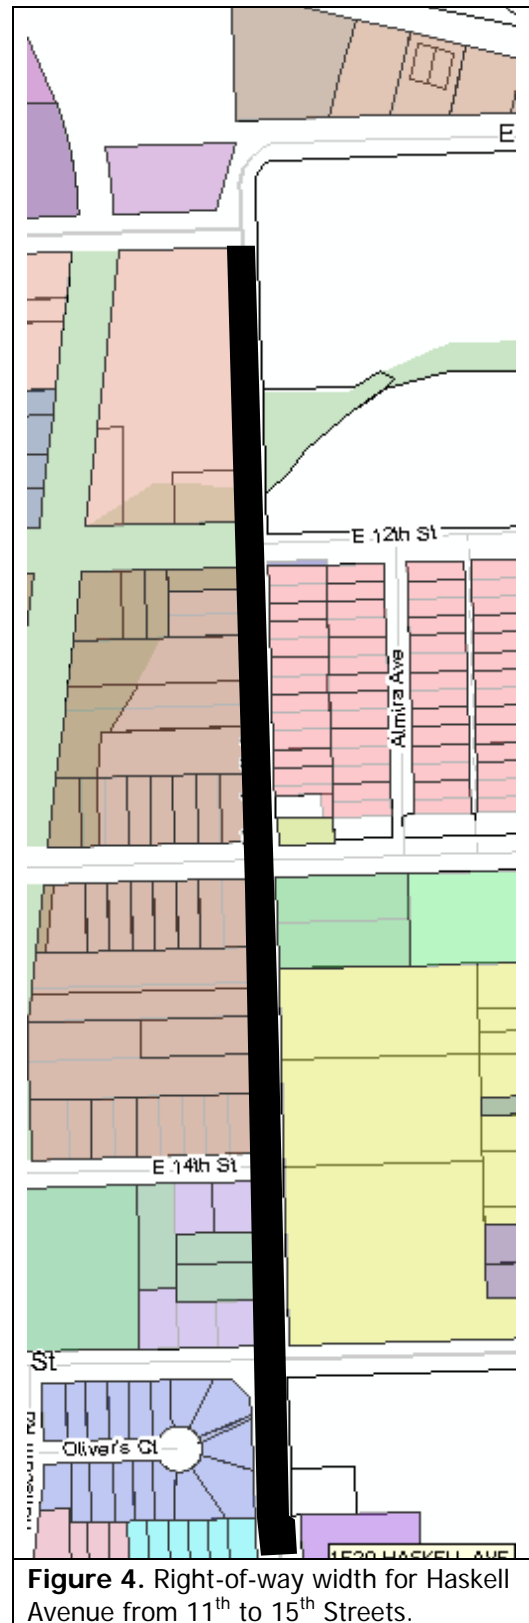 E
E 12th St
Almira Ave
E 14th St
St
Oliver's Ct
1520 HASKELL AVE
Figure 4. Right-of-way width for Haskell
Avenue from 11th to 15th Streets.